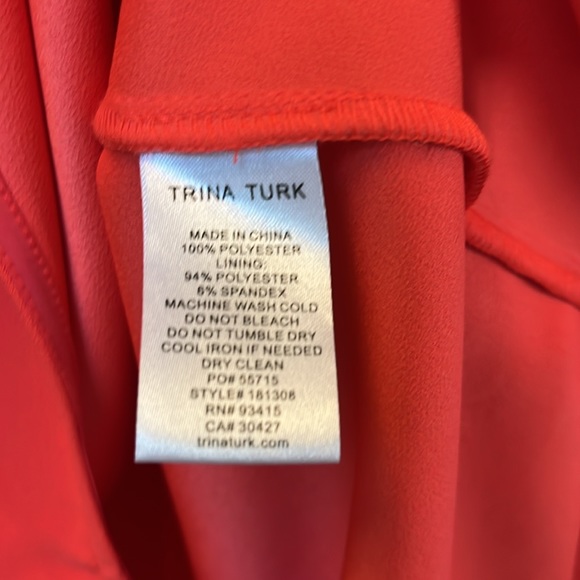 TRINA TURK
MADE IN CHINA
100% POLYESTER
LINING:
94% POLYESTER
6% SPANDEX
MACHINE WASH COLD
DO NOT BLEACH
DO NOT TUMBLE DRY
COOL IRON IF NEEDED
DRY CLEAN
PO# 55715
STYLE# 181308
RN# 93415
CA# 30427
trinaturk.com